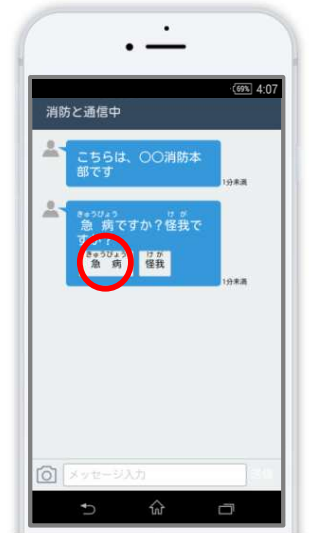 69% 4:07
消防と通信中
こちらは、〇〇消防本
部です
1分未満
きゅうびょう けが
急病ですか?怪我で
すか?
きゅうびょう けが
急病 怪我
1分未満
メッセージ入力
送信